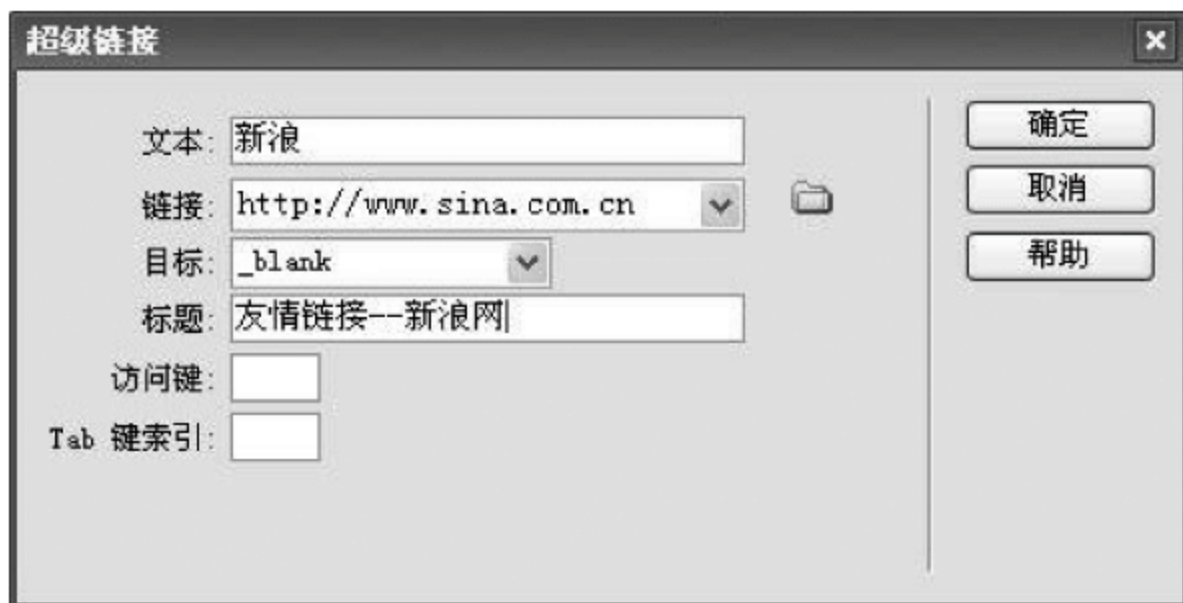 超级链接
文本: 新浪
确定
链接: http://www.sina.com.cn
取消
目标: _blank
帮助
标题: 友情链接--新浪网
访问键:
Tab 键索引: